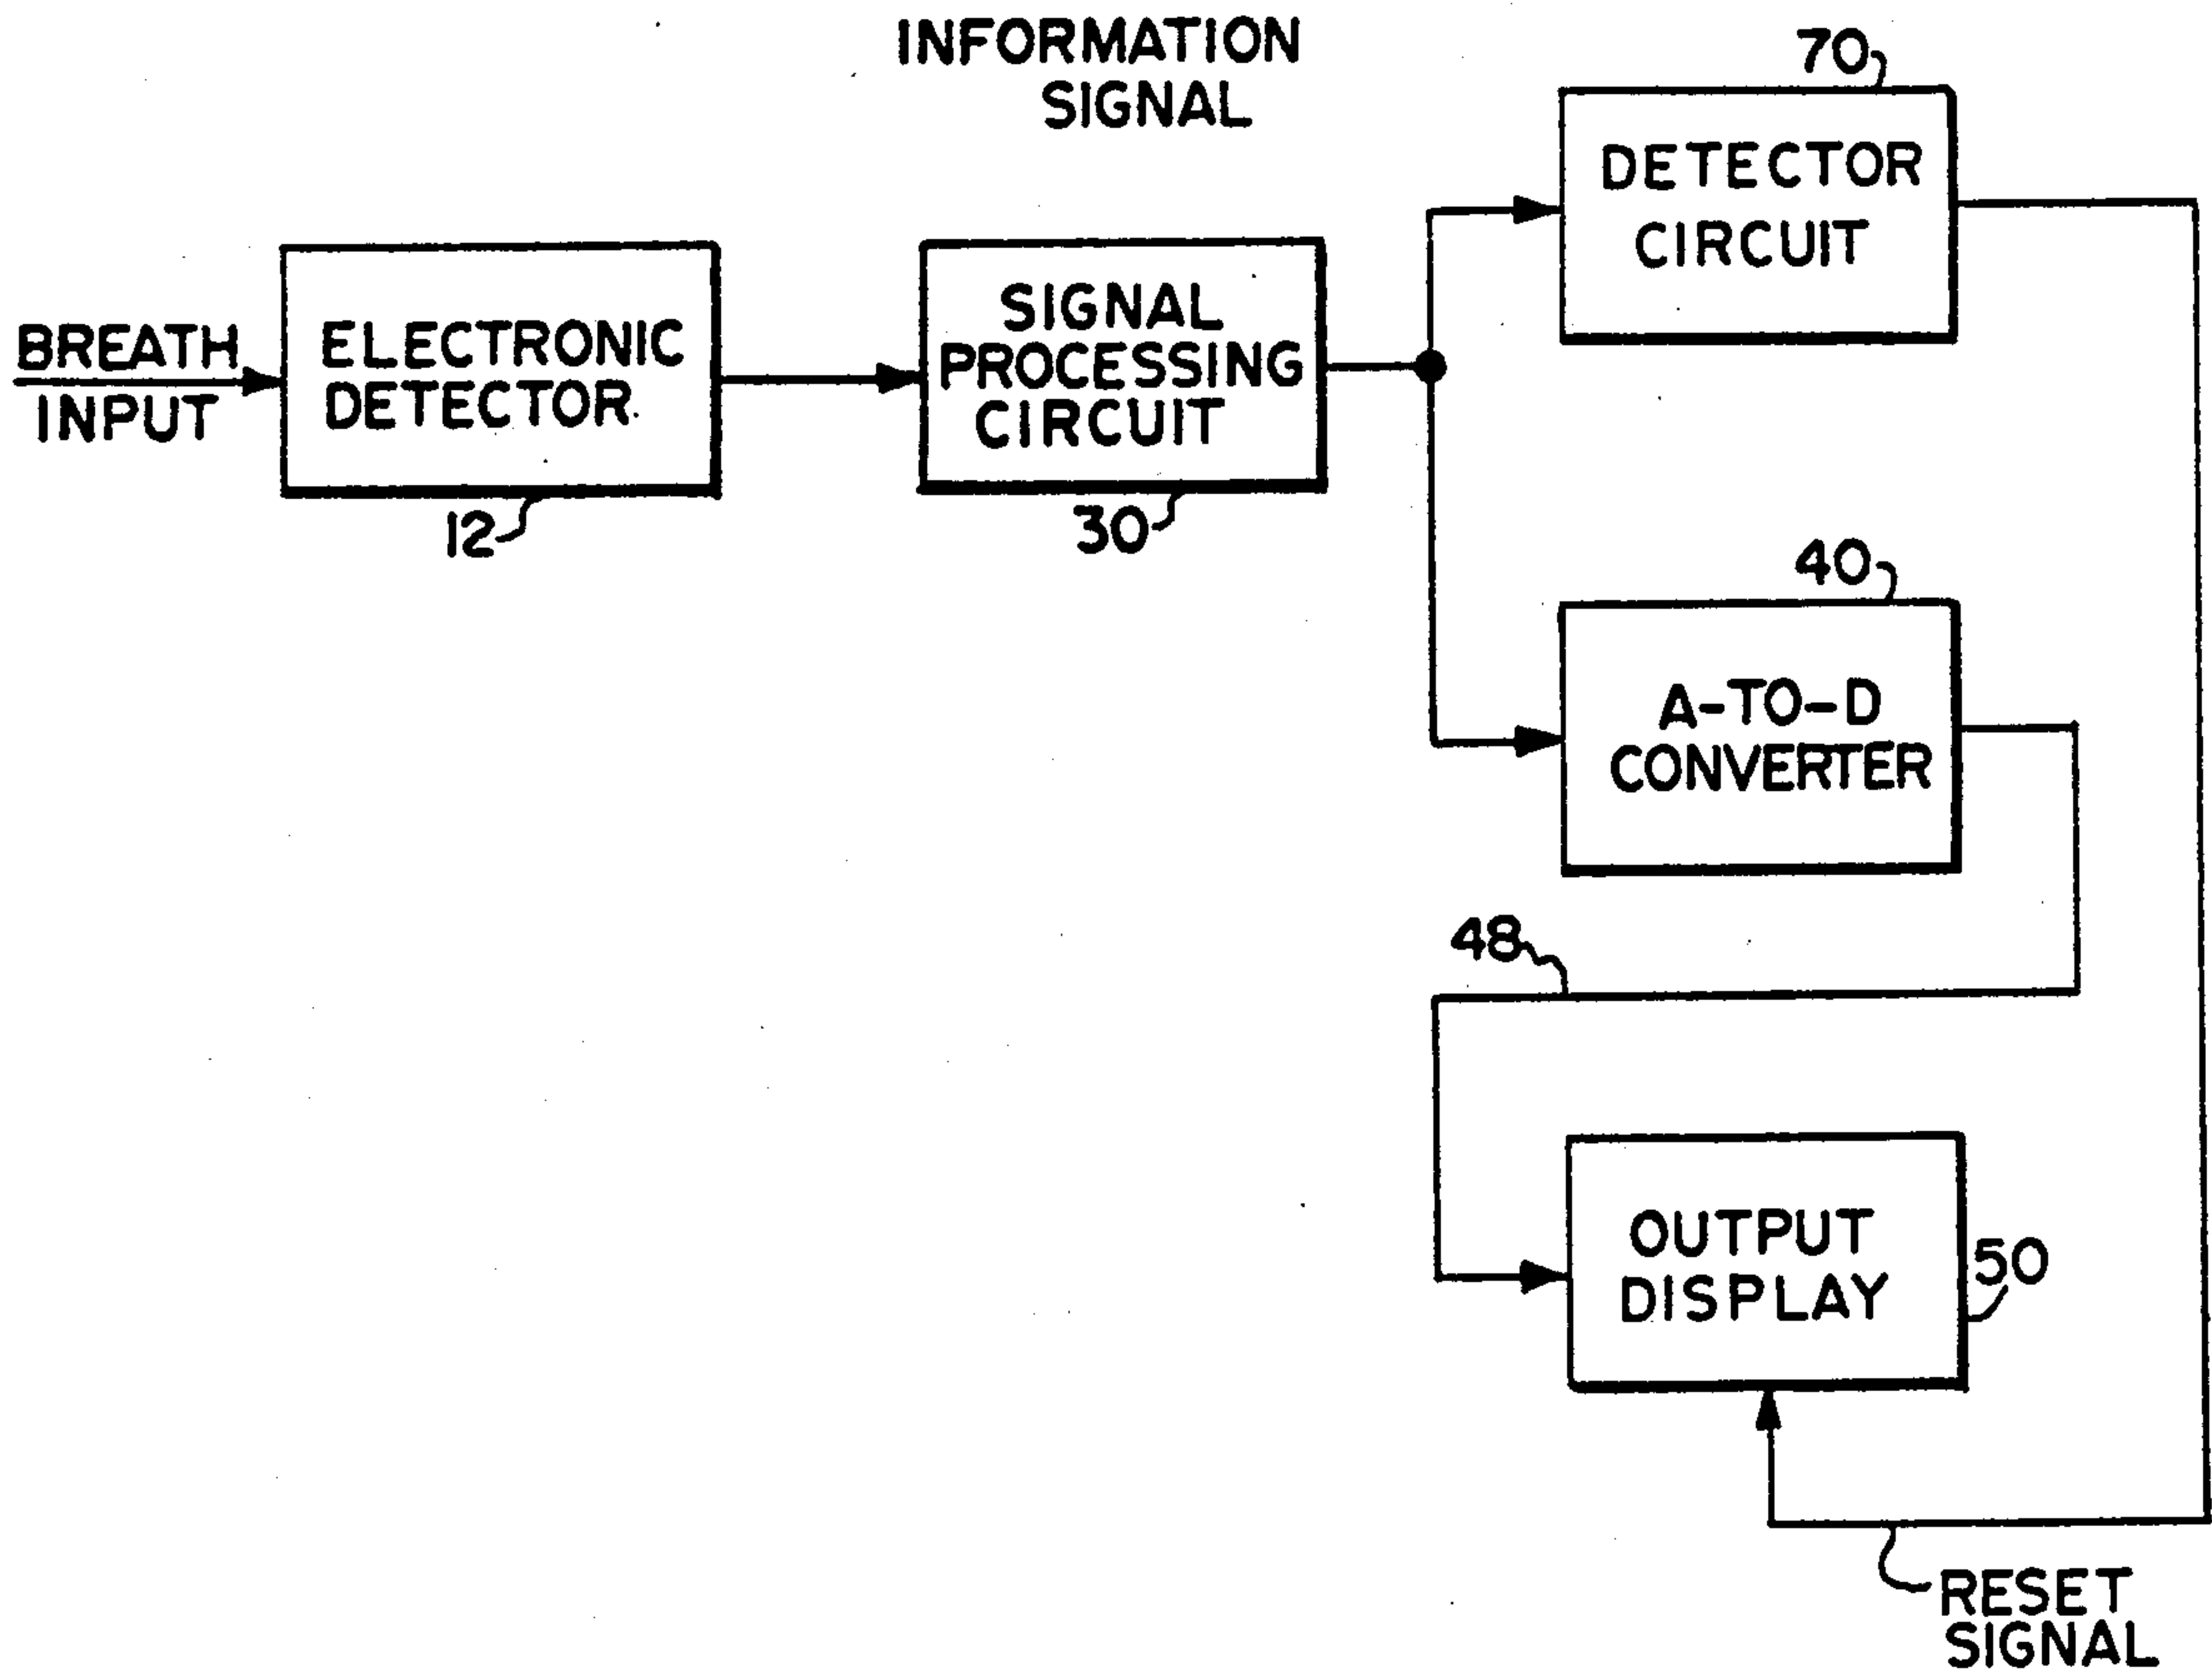 INFORMATION
SIGNAL
70
DETECTOR
CIRCUIT
BREATH
INPUT
ELECTRONIC
DETECTOR
12
SIGNAL
PROCESSING
CIRCUIT
30
40
A-TO-D
CONVERTER
48
OUTPUT
DISPLAY
50
RESET
SIGNAL